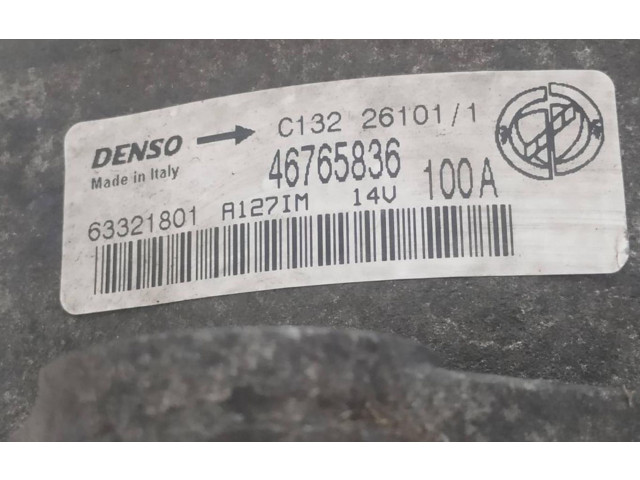 DENSO C132 26101/1
Made in Italy 46765836 100A
63321801 A127IM 14V